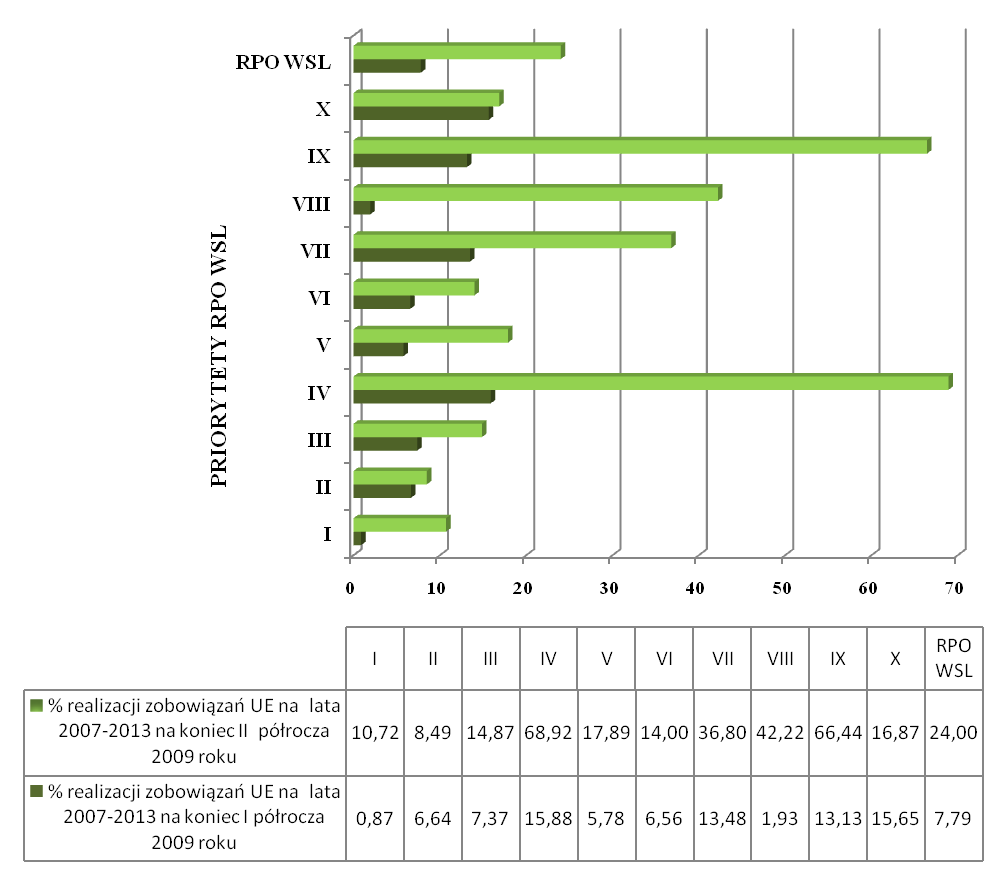 PRIORYTETY RPO WSL
RPO WSL
X
IX
VIII
VII
VI
V
IV
III
II
I
0 10 20 30 40 50 60 70
I II III IV V VI VII VIII IX X RPO WSL
% realizacji zobowiązań UE na lata
2007-2013 na koniec II półrocza
2009 roku
10,72 8,49 14,87 68,92 17,89 14,00 36,80 42,22 66,44 16,87 24,00
% realizacji zobowiązań UE na lata
2007-2013 na koniec I półrocza
2009 roku
0,87 6,64 7,37 15,88 5,78 6,56 13,48 1,93 13,13 15,65 7,79